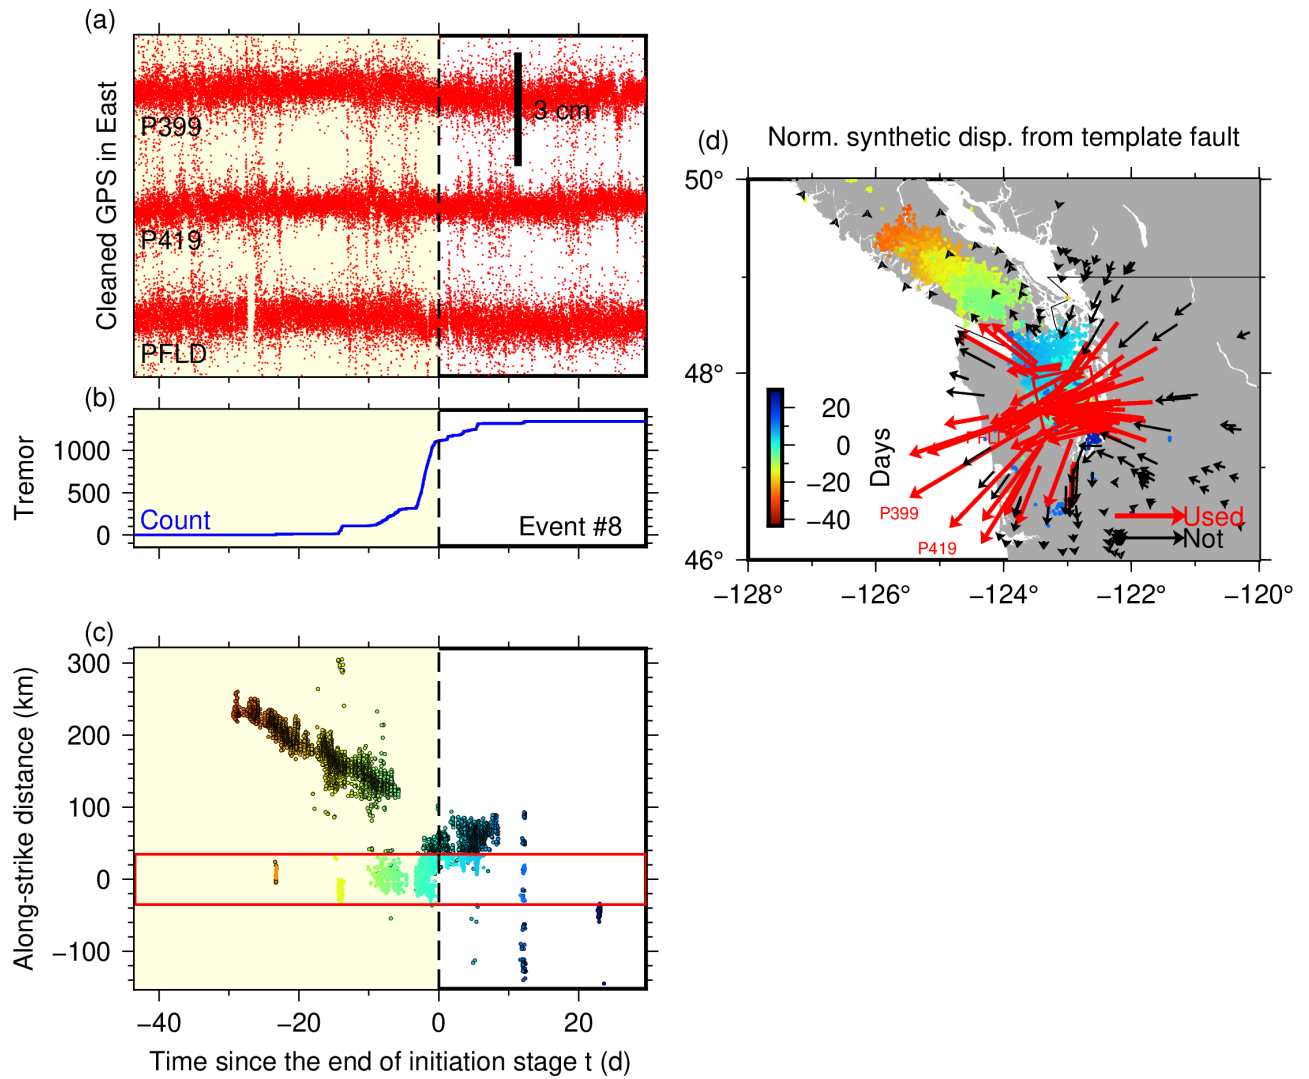 (a)
Cleaned GPS in East
3 cm
P399
P419
PFLD
(b)
Tremor
1000
500
0
Count
Event #8
(c)
Along-strike distance (km)
300
200
100
0
−100
−40
−20
0
20
Time since the end of initiation stage t (d)
(d)
Norm. synthetic disp. from template fault
50°
48°
46°
20
0
−20
−40
Days
PFLD
P399
P419
Used
Not
−128°
−126°
−124°
−122°
−120°